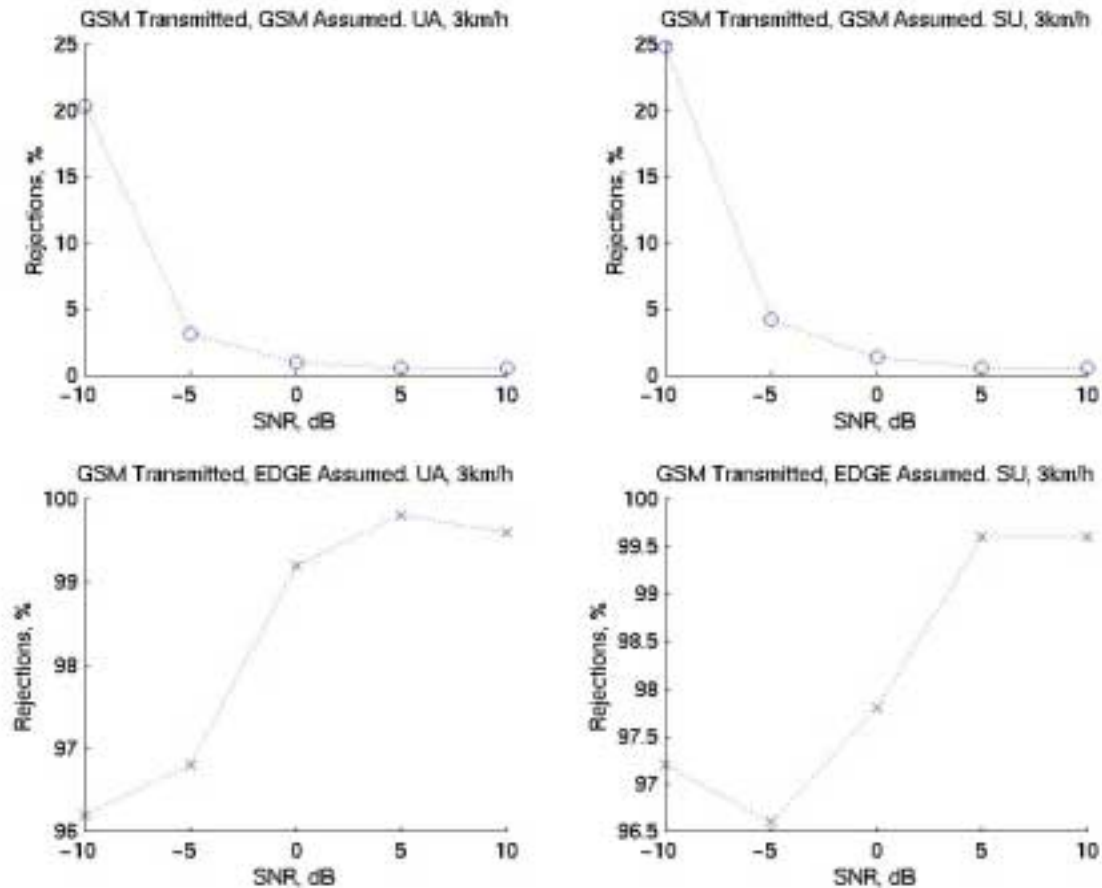 GSM Transmitted, GSM Assumed. UA, 3km/h
25
20
15
10
5
0
Rejections, %
−10 −5 0 5 10
SNR, dB
GSM Transmitted, GSM Assumed. SU, 3km/h
25
20
15
10
5
0
Rejections, %
−10 −5 0 5 10
SNR, dB
GSM Transmitted, EDGE Assumed. UA, 3km/h
100
99
98
97
96
Rejections, %
−10 −5 0 5 10
SNR, dB
GSM Transmitted, EDGE Assumed. SU, 3km/h
100
99.5
99
98.5
98
97.5
97
96.5
Rejections, %
−10 −5 0 5 10
SNR, dB